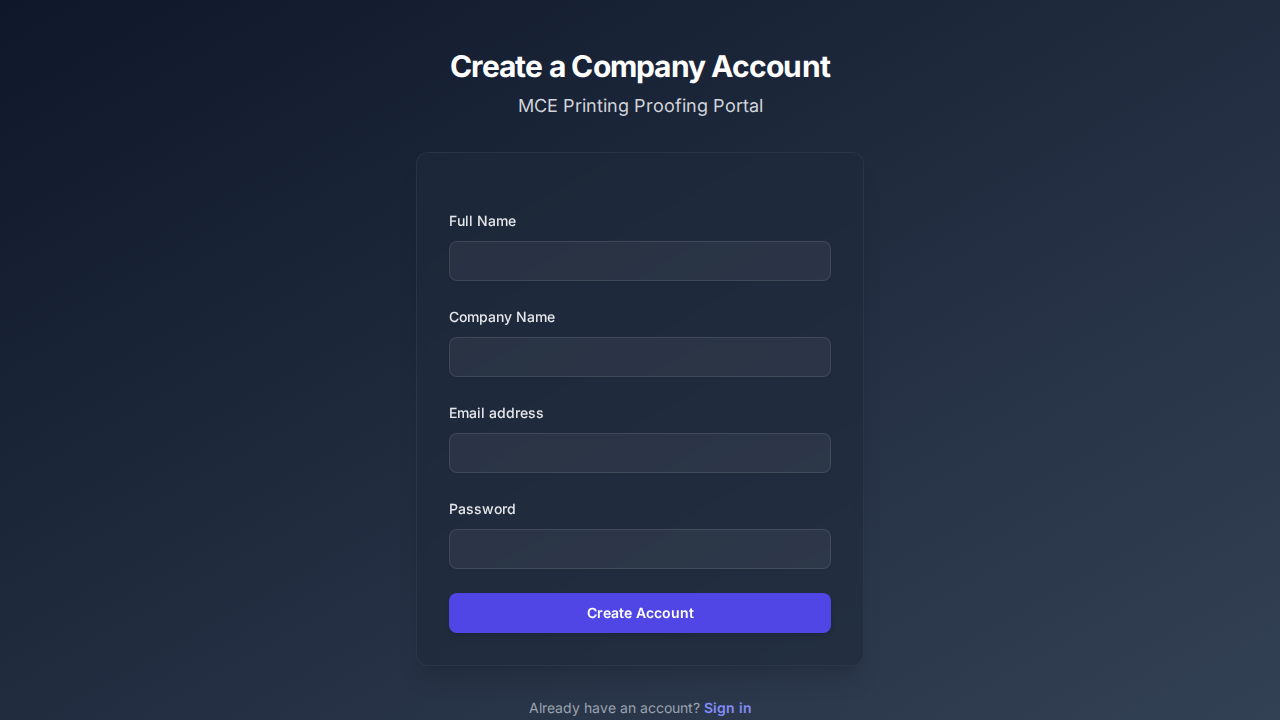 Create a Company Account
MCE Printing Proofing Portal
Full Name
Company Name
Email address
Password
Create Account
Already have an account? Sign in